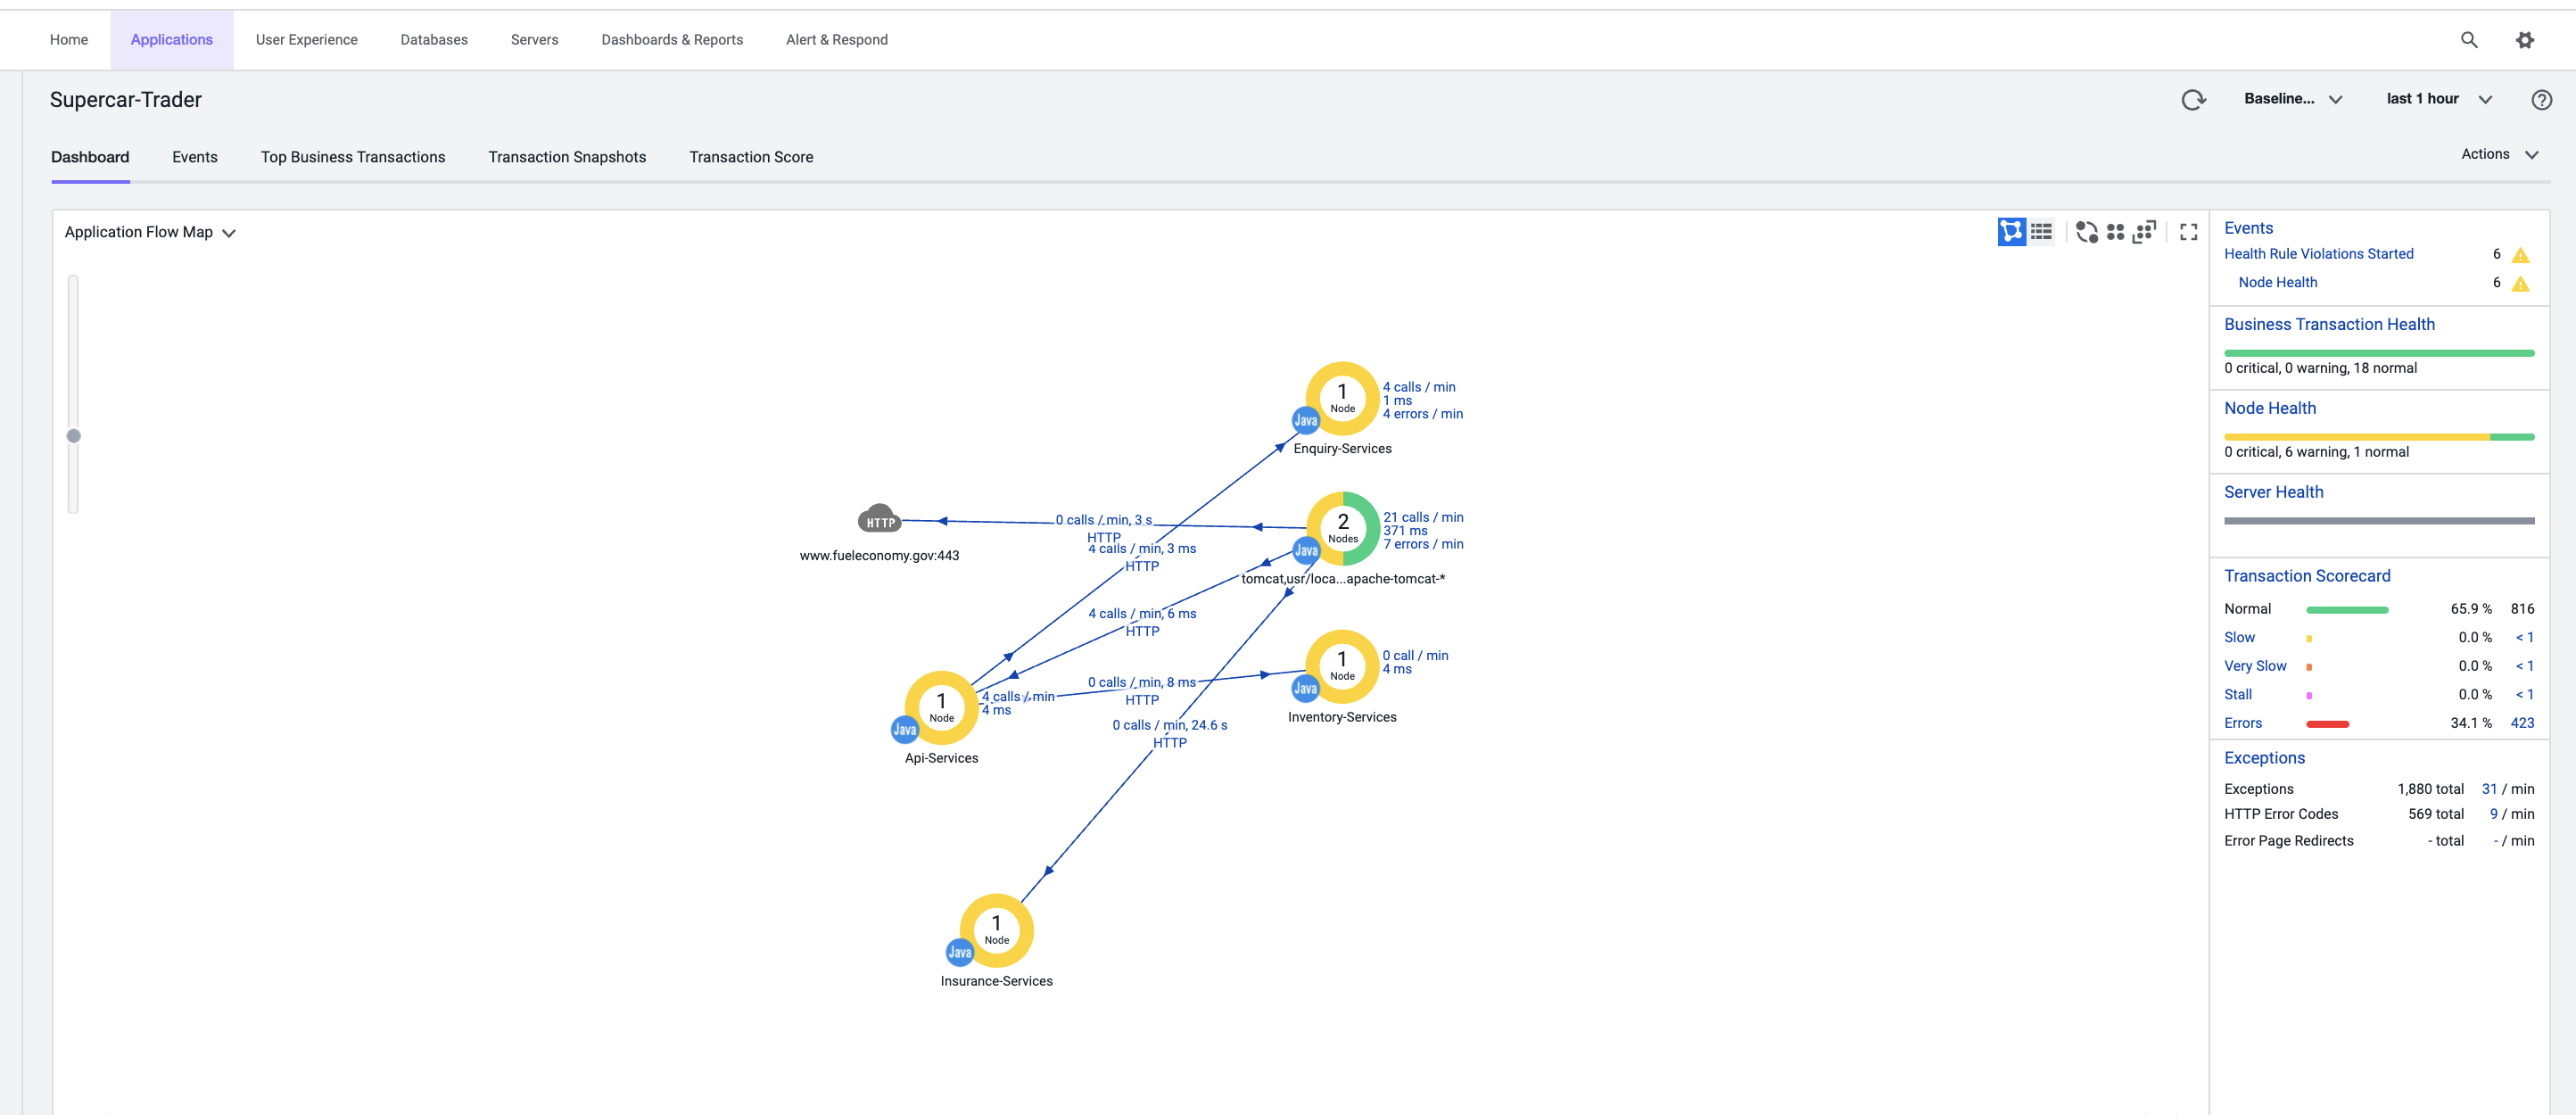 Home Applications User Experience Databases Servers Dashboards & Reports Alert & Respond
Supercar-Trader
Baseline... last 1 hour
Dashboard Events Top Business Transactions Transaction Snapshots Transaction Score
Actions
Application Flow Map
1
Node
Java
4 calls / min
1 ms
4 errors / min
Enquiry-Services
HTTP
www.fueleconomy.gov:443
0 calls / min, 3 s
HTTP
4 calls / min, 3 ms
HTTP
2
Nodes
Java
21 calls / min
371 ms
7 errors / min
tomcat,usr/loca...apache-tomcat-*
4 calls / min, 6 ms
HTTP
1
Node
Java
0 call / min
4 ms
Inventory-Services
0 calls / min, 8 ms
HTTP
1
Node
Java
4 calls / min
4 ms
Api-Services
0 calls / min, 24.6 s
HTTP
1
Node
Java
Insurance-Services
Events
Health Rule Violations Started 6
Node Health 6
Business Transaction Health
0 critical, 0 warning, 18 normal
Node Health
0 critical, 6 warning, 1 normal
Server Health
Transaction Scorecard
Normal 65.9 % 816
Slow 0.0 % < 1
Very Slow 0.0 % < 1
Stall 0.0 % < 1
Errors 34.1 % 423
Exceptions
Exceptions 1,880 total 31 / min
HTTP Error Codes 569 total 9 / min
Error Page Redirects - total - / min